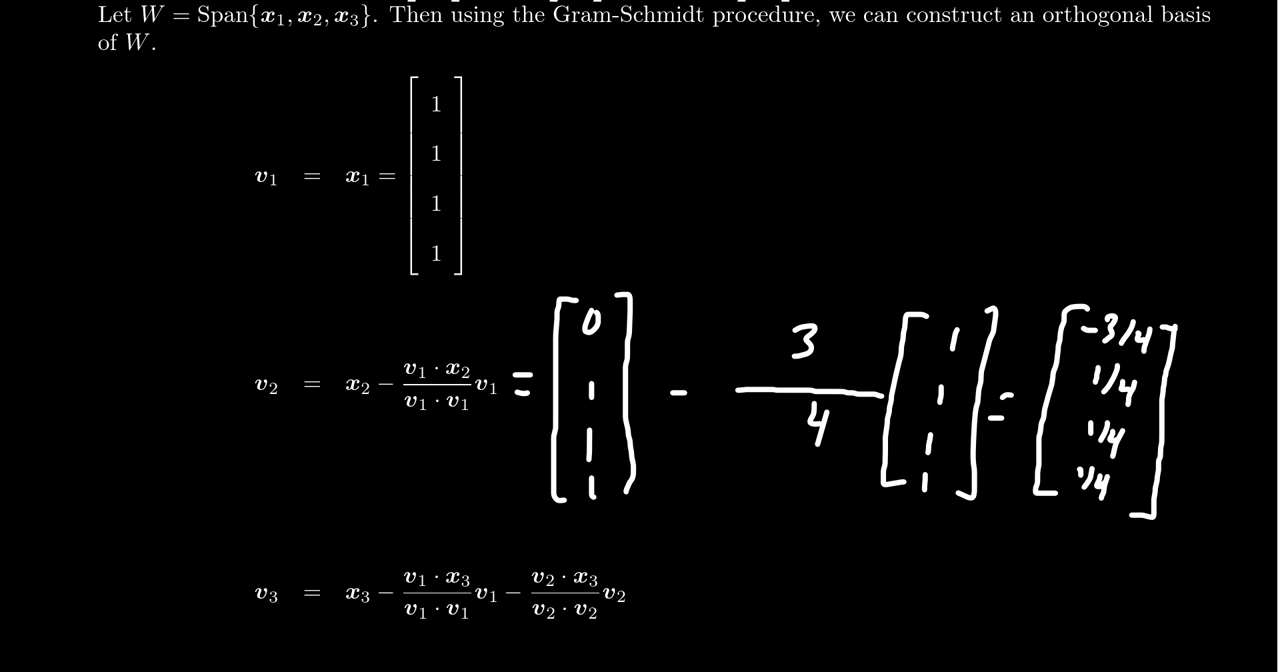 Let W = Span{x₁, x₂, x₃}. Then using the Gram-Schmidt procedure, we can construct an orthogonal basis
of W.
v₁ = x₁ = [1 1 1 1]
v₂ = x₂ − (v₁ · x₂)/(v₁ · v₁) v₁ = [0 1 1 1] − 3/4 [1 1 1 1] = [-3/4 1/4 1/4 1/4]
v₃ = x₃ − (v₁ · x₃)/(v₁ · v₁) v₁ − (v₂ · x₃)/(v₂ · v₂) v₂